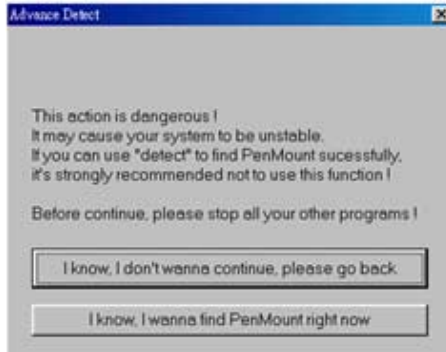 Advance Detect
This action is dangerous !
It may cause your system to be unstable.
If you can use "detect" to find PenMount sucessfully,
it's strongly recommended not to use this function !
Before continue, please stop all your other programs !
I know, I don't wanna continue, please go back
I know, I wanna find PenMount right now